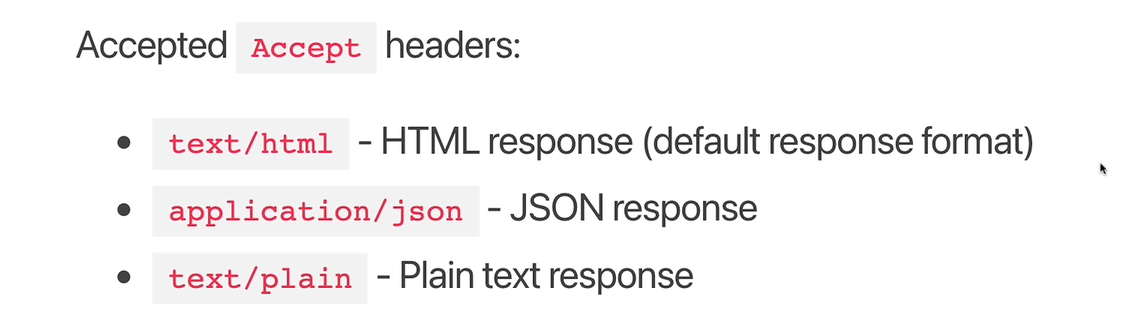 Accepted Accept headers:
• text/html - HTML response (default response format)
• application/json - JSON response
• text/plain - Plain text response